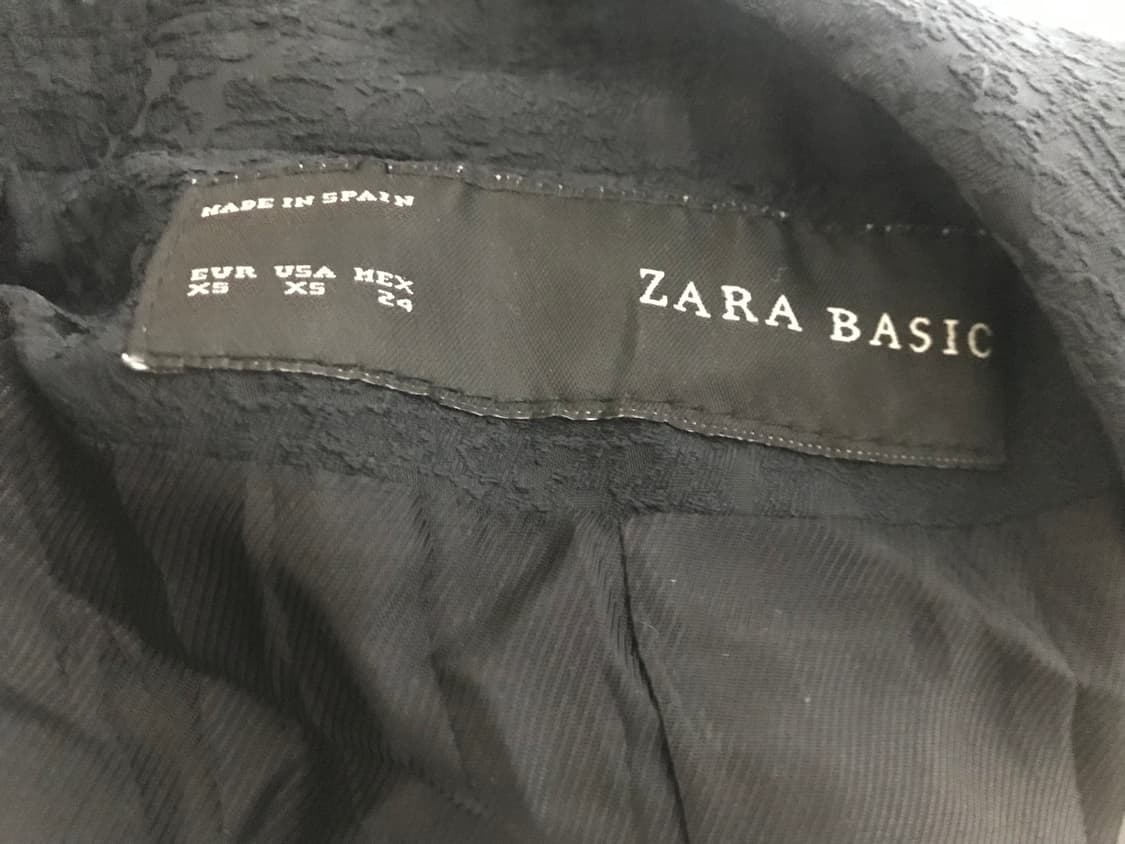 MADE IN SPAIN
EUR USA MEX
XS XS 24
ZARA BASIC